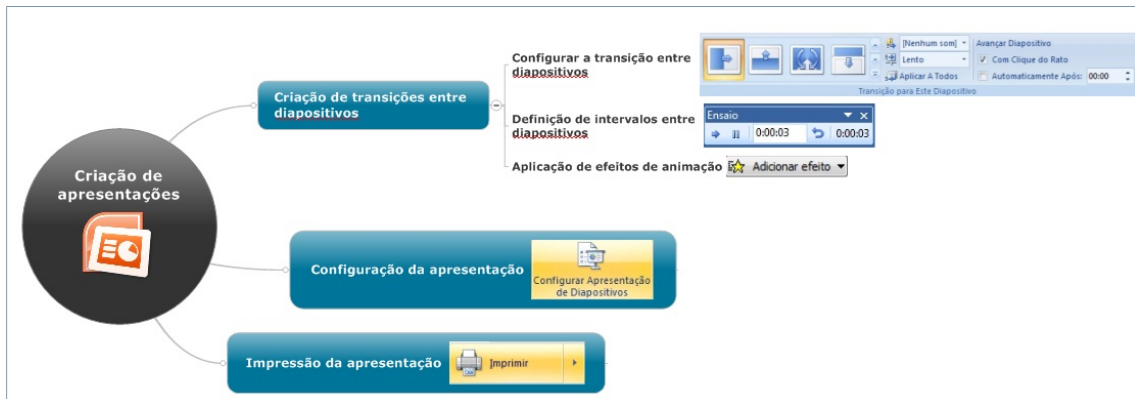 Criação de
apresentações
Criação de transições entre
diapositivos
Configurar a transição entre
diapositivos
[Nenhum som]
Lento
Aplicar A Todos
Avançar Diapositivo
Com Clique do Rato
Automaticamente Após: 00:00
Transição para Este Diapositivo
Definição de intervalos entre
diapositivos
Ensaio
0:00:03 0:00:03
Aplicação de efeitos de animação
Adicionar efeito
Configuração da apresentação
Configurar Apresentação
de Diapositivos
Impressão da apresentação
Imprimir